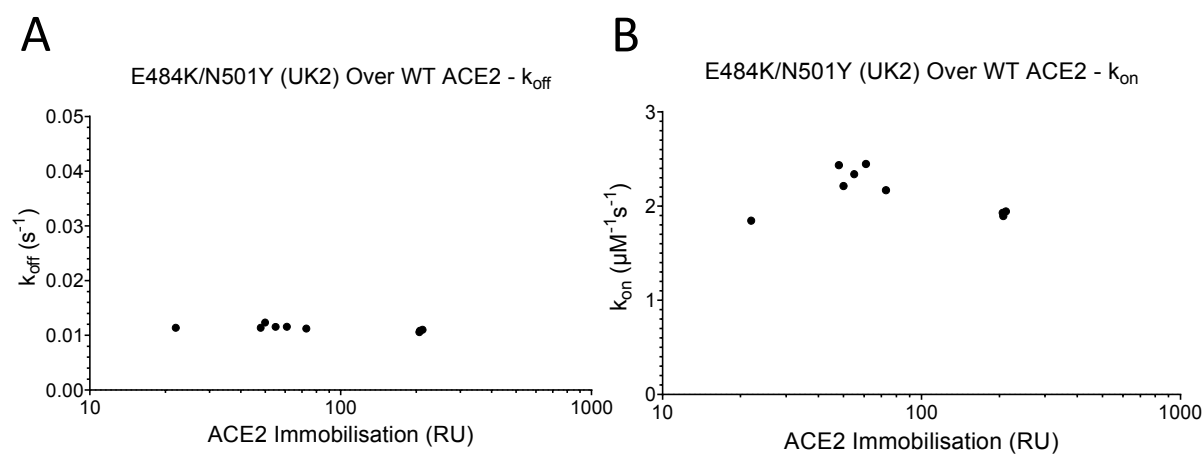 A
E484K/N501Y (UK2) Over WT ACE2 - koff
0.05
0.04
0.03
0.02
0.01
0.00
koff (s-1)
10
100
1000
ACE2 Immobilisation (RU)
B
E484K/N501Y (UK2) Over WT ACE2 - kon
3
2
1
0
kon (µM-1s-1)
10
100
1000
ACE2 Immobilisation (RU)